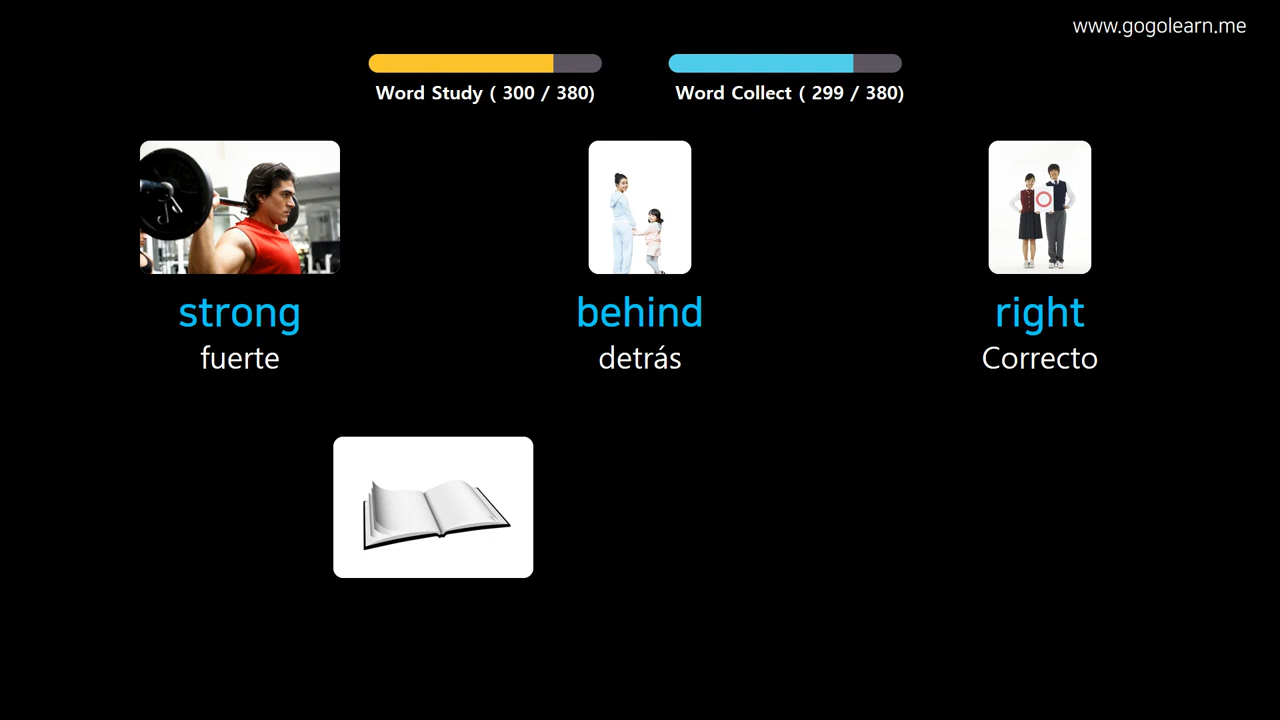 www.gogolearn.me
Word Study ( 300 / 380)
Word Collect ( 299 / 380)
strong
fuerte
behind
detrás
right
Correcto